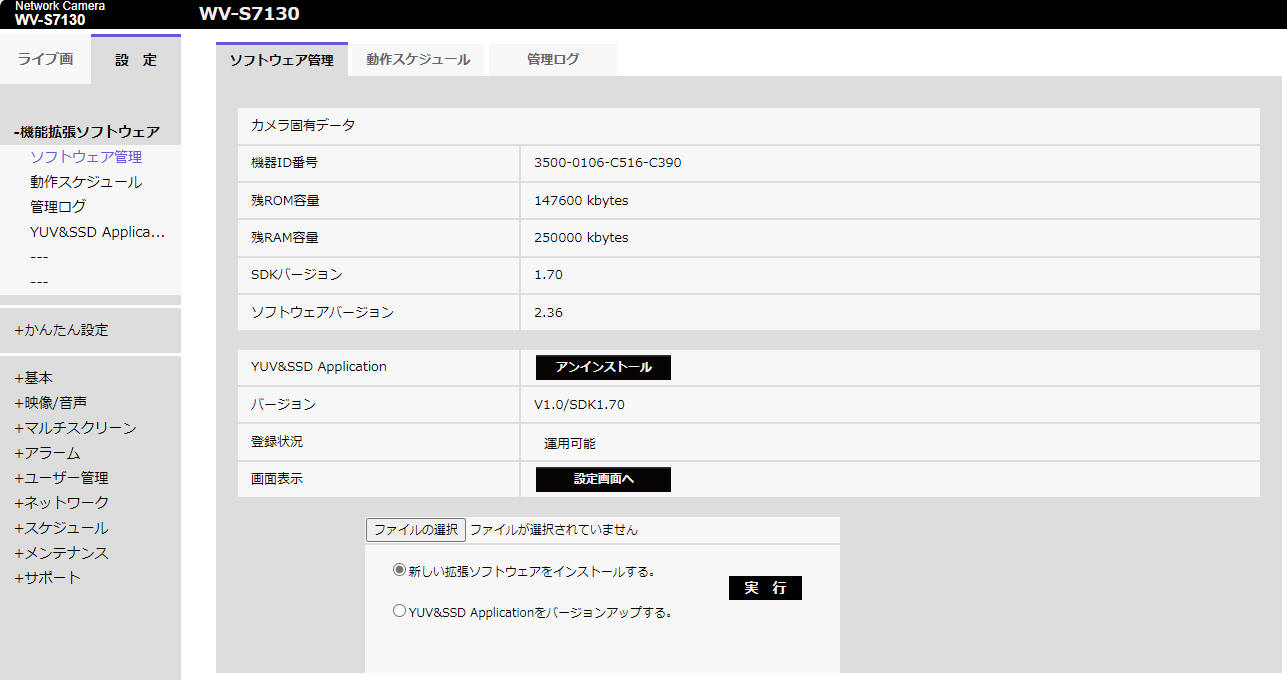 Network Camera
WV-S7130
WV-S7130
ライブ画
設 定
ソフトウェア管理
動作スケジュール
管理ログ
-機能拡張ソフトウェア
ソフトウェア管理
動作スケジュール
管理ログ
YUV&SSD Applica...
---
---
+かんたん設定
+基本
+映像/音声
+マルチスクリーン
+アラーム
+ユーザー管理
+ネットワーク
+スケジュール
+メンテナンス
+サポート
カメラ固有データ
機器ID番号 3500-0106-C516-C390
残ROM容量 147600 kbytes
残RAM容量 250000 kbytes
SDKバージョン 1.70
ソフトウェアバージョン 2.36
YUV&SSD Application アンインストール
バージョン V1.0/SDK1.70
登録状況 運用可能
画面表示 設定画面へ
ファイルの選択 ファイルが選択されていません
新しい拡張ソフトウェアをインストールする。
YUV&SSD Applicationをバージョンアップする。
実 行